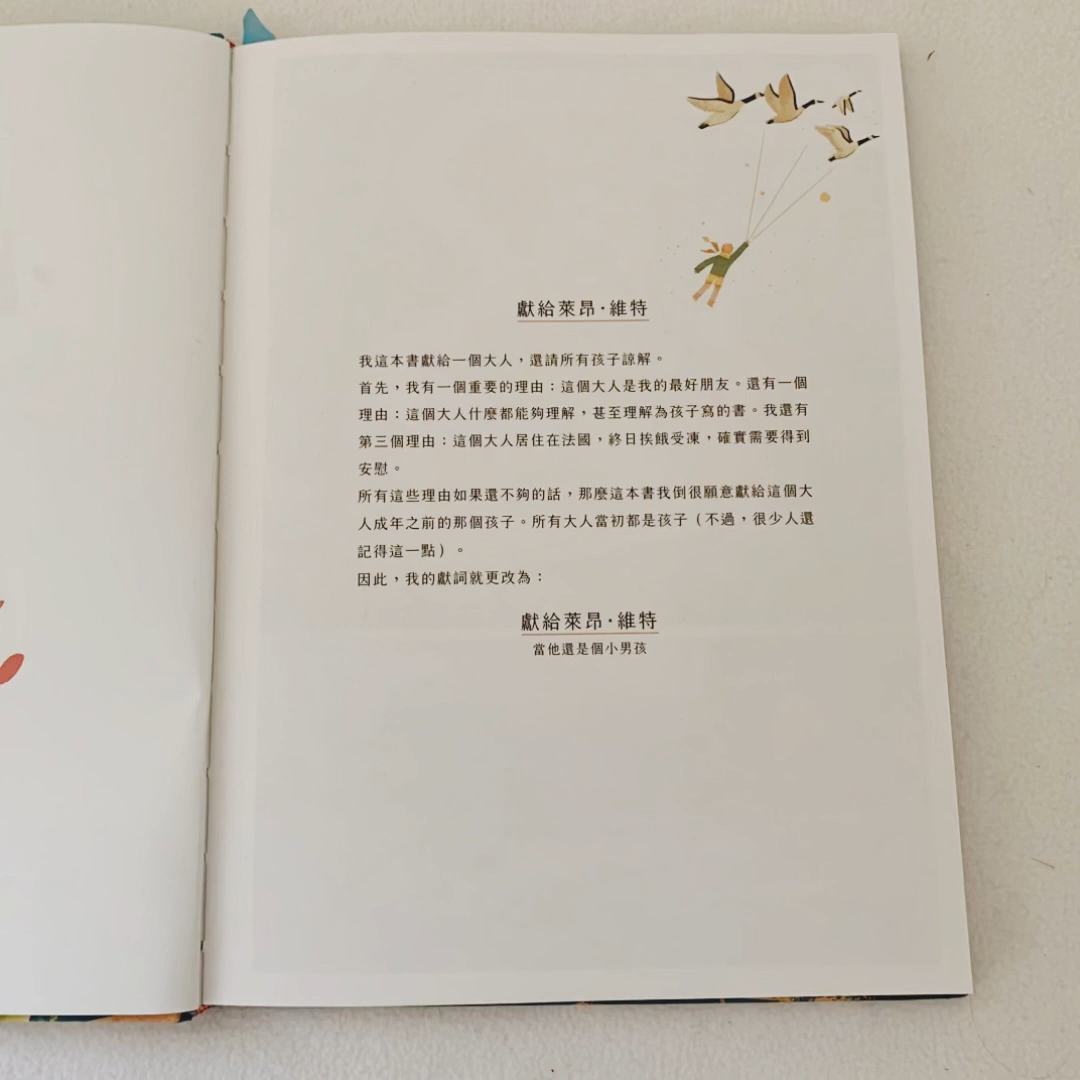 獻給萊昂·維特
我這本書獻給一個大人，還請所有孩子諒解。
首先，我有一個重要的理由：這個大人是我的最好朋友。還有一個
理由：這個大人什麼都能夠理解，甚至理解為孩子寫的書。我還有
第三個理由：這個大人居住在法國，終日挨餓受凍，確實需要得到
安慰。
所有這些理由如果還不夠的話，那麼這本書我倒很願意獻給這個大
人成年之前的那個孩子。所有大人當初都是孩子（不過，很少人還
記得這一點）。
因此，我的獻詞就更改為：
獻給萊昂·維特
當他還是個小男孩